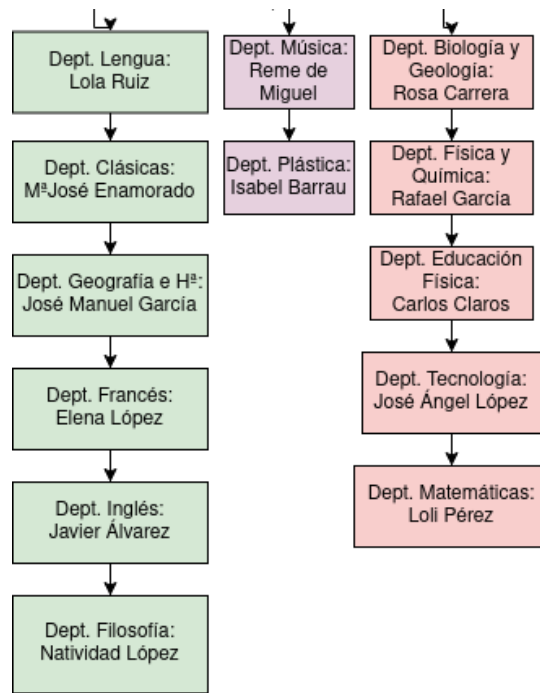 Dept. Lengua:
Lola Ruiz
Dept. Clásicas:
MªJosé Enamorado
Dept. Geografía e Hª:
José Manuel García
Dept. Francés:
Elena López
Dept. Inglés:
Javier Álvarez
Dept. Filosofía:
Natividad López
Dept. Música:
Reme de
Miguel
Dept. Plástica:
Isabel Barrau
Dept. Biología y
Geología:
Rosa Carrera
Dept. Física y
Química:
Rafael García
Dept. Educación
Física:
Carlos Claros
Dept. Tecnología:
José Ángel López
Dept. Matemáticas:
Loli Pérez